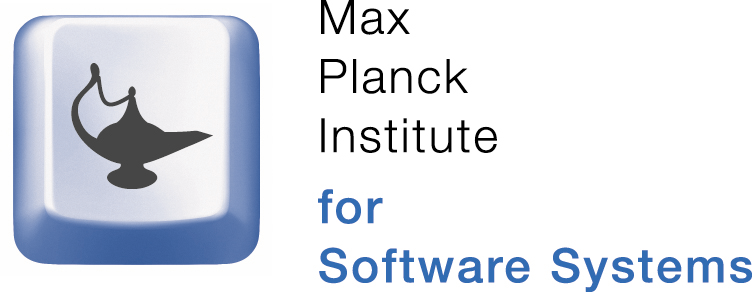 Max
Planck
Institute
for
Software Systems